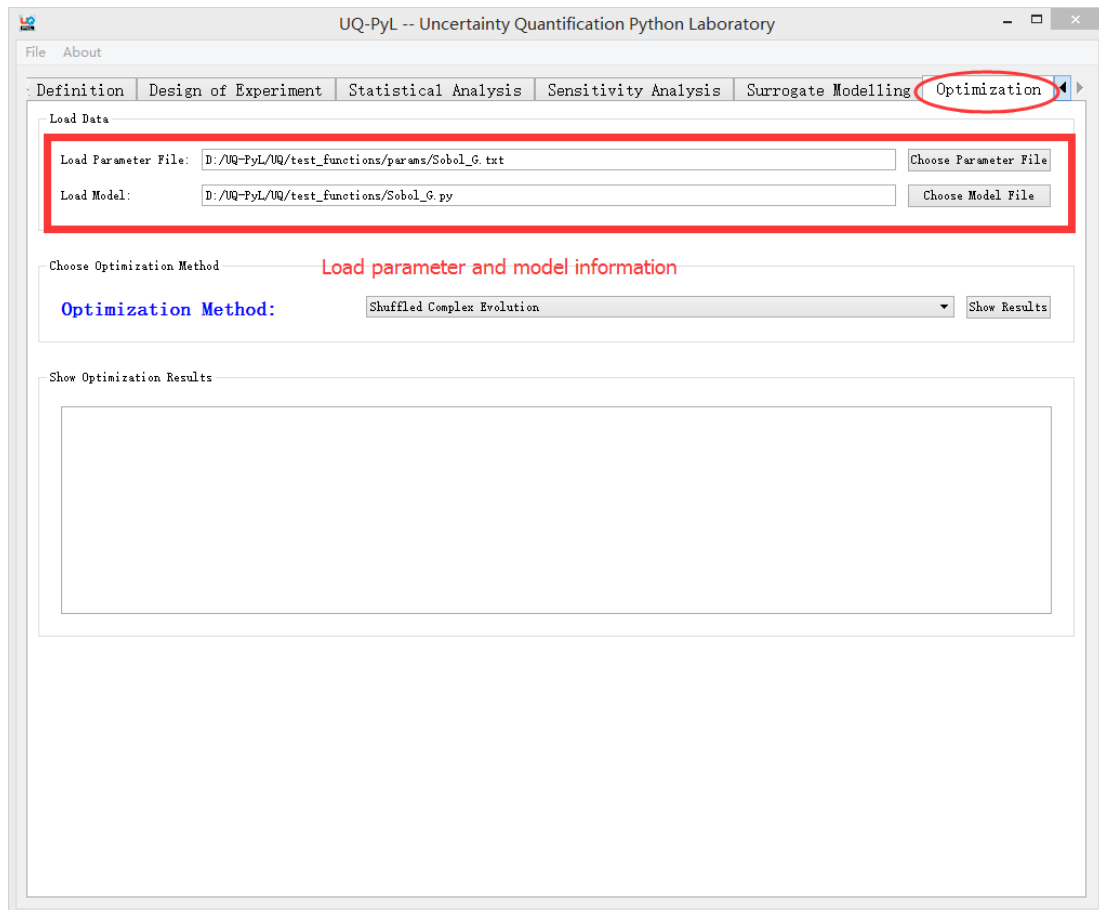 UQ-PyL -- Uncertainty Quantification Python Laboratory
File About
Definition Design of Experiment Statistical Analysis Sensitivity Analysis Surrogate Modelling Optimization
Load Data
Load Parameter File: D:/UQ-PyL/UQ/test_functions/params/Sobol_G.txt Choose Parameter File
Load Model: D:/UQ-PyL/UQ/test_functions/Sobol_G.py Choose Model File
Choose Optimization Method Load parameter and model information
Optimization Method: Shuffled Complex Evolution Show Results
Show Optimization Results